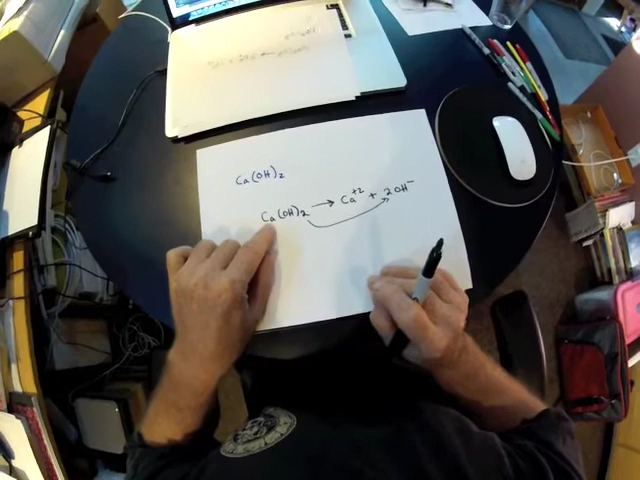 Ca(OH)₂
Ca(OH)₂ → Ca⁺² + 2OH⁻